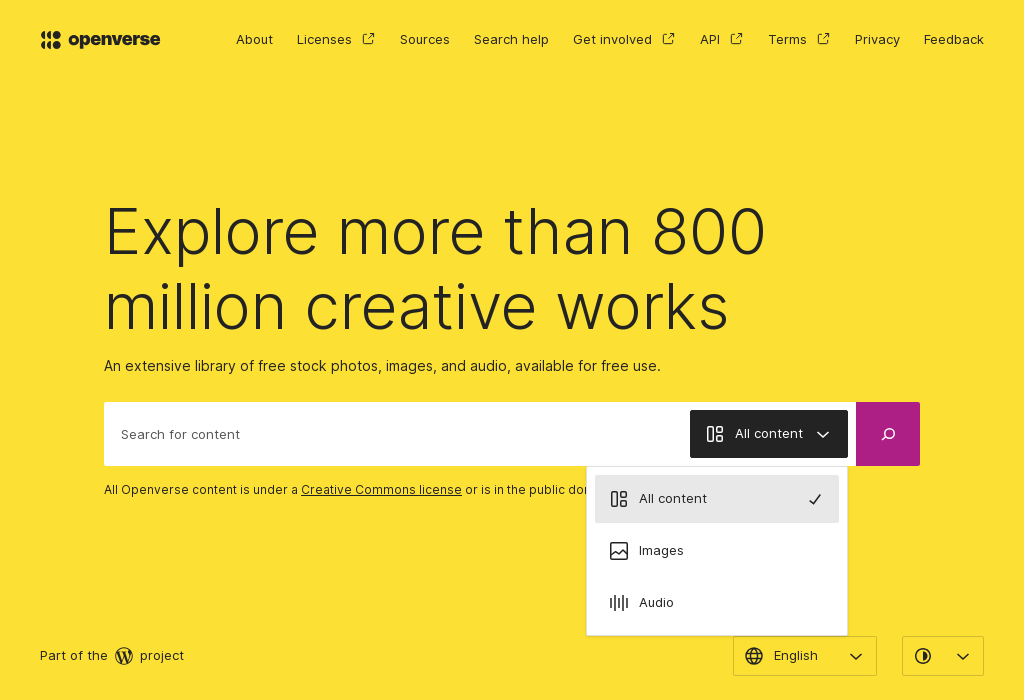 openverse
About Licenses Sources Search help Get involved API Terms Privacy Feedback
Explore more than 800
million creative works
An extensive library of free stock photos, images, and audio, available for free use.
Search for content
All content
All Openverse content is under a Creative Commons license or is in the public
All content
Images
Audio
Part of the project
English